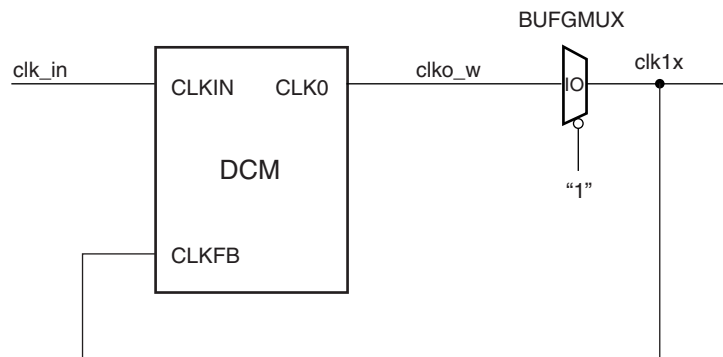 BUFGMUX
clk_in
clko_w
clk1x
CLKIN
CLK0
IO
DCM
“1”
CLKFB